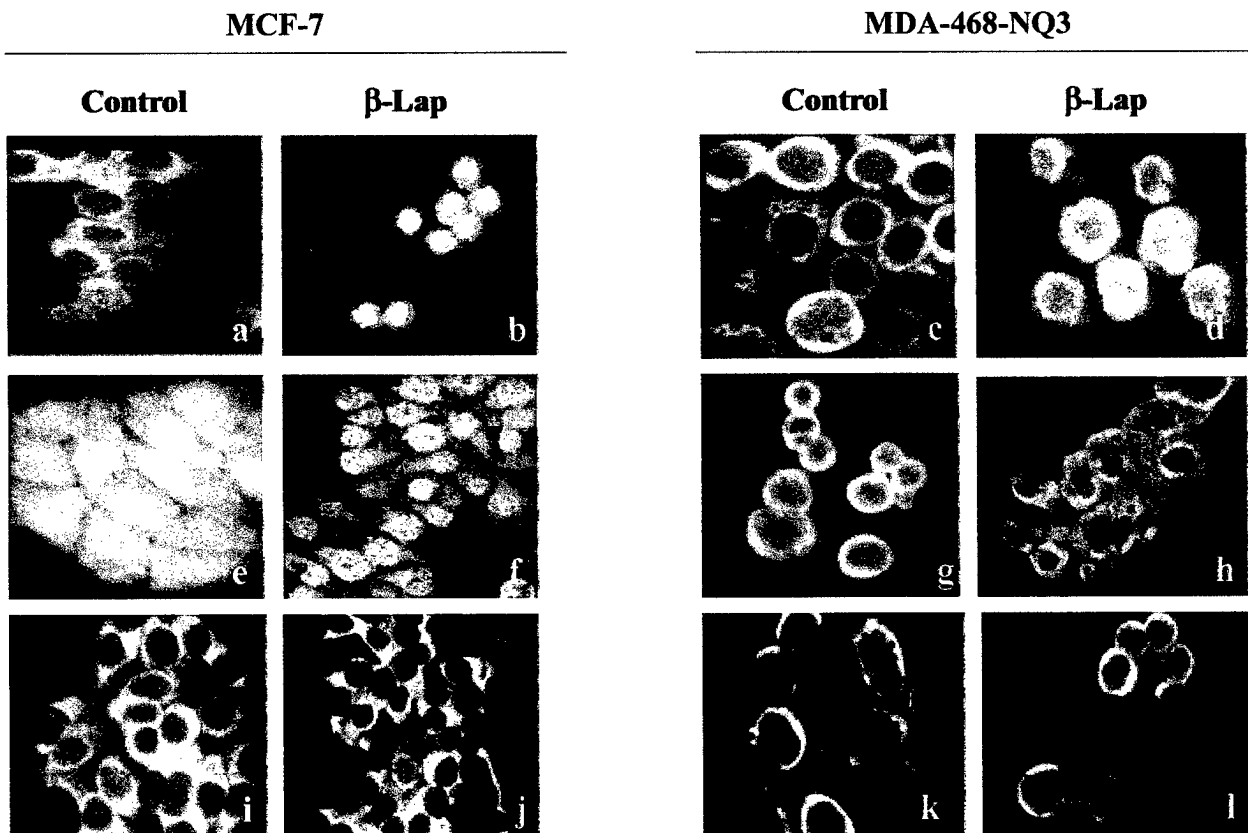 MCF-7 MDA-468-NQ3
Control β-Lap Control β-Lap
a b c d
e f g h
i j k l